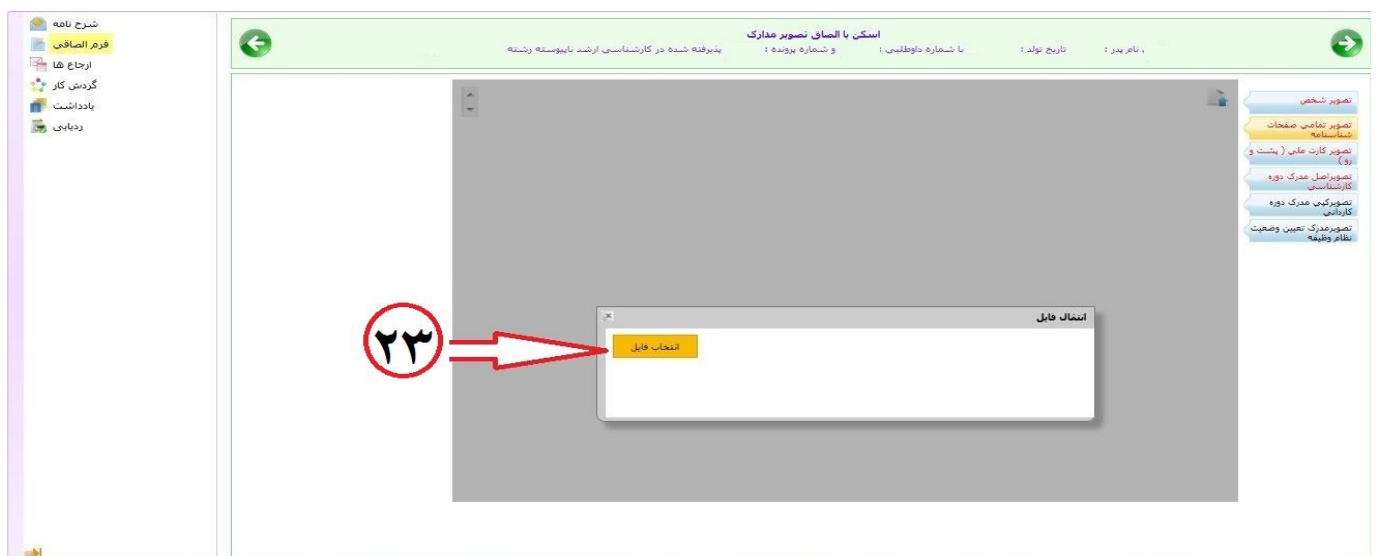 شرح نامه
فرم الصاقی
ارجاع ها
گردش کار
یادداشت
ردیابی
اسکن یا الصاق تصویر مدارک
، نام پدر : تاریخ تولد : با شماره داوطلبی : و شماره پرونده : پذیرفته شده در کارشناسی ارشد ناپیوسته رشته
تصویر شخص
تصویر تمامی صفحات
شناسنامه
تصویر کارت ملی ( پشت و
رو )
تصویراصل مدرک دوره
کارشناسی
تصویرکپی مدرک دوره
کاردانی
تصویرمدرک تعیین وضعیت
نظام وظیفه
انتقال فایل
انتخاب فایل
۲۳